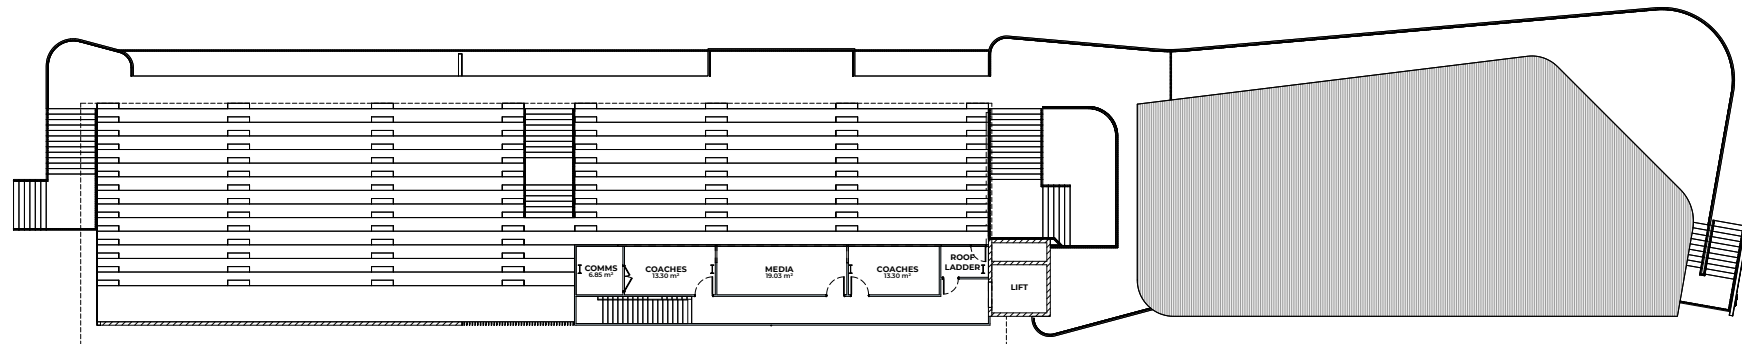 COMMS
6.85 m²
COACHES
13.30 m²
MEDIA
19.03 m²
COACHES
13.30 m²
ROOF
LADDER
LIFT